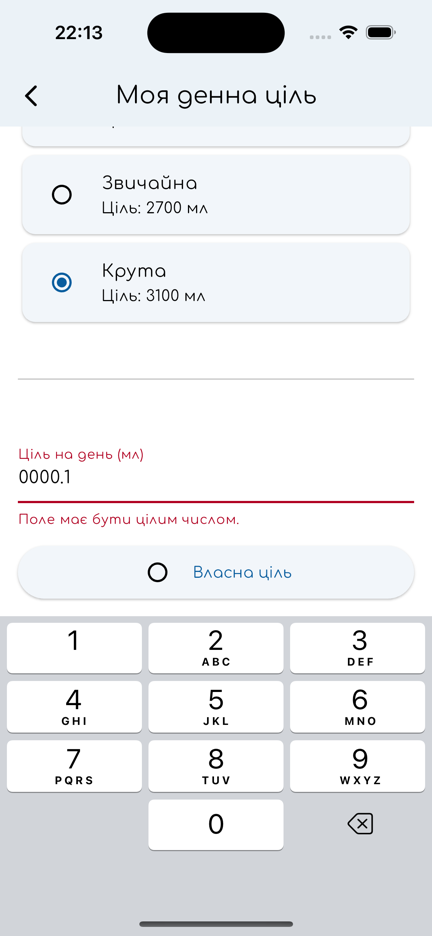 22:13
Моя денна ціль
Звичайна
Ціль: 2700 мл
Крута
Ціль: 3100 мл
Ціль на день (мл)
0000.1
Поле має бути цілим числом.
Власна ціль
1 2 3
ABC DEF
4 5 6
GHI JKL MNO
7 8 9
PQRS TUV WXYZ
0